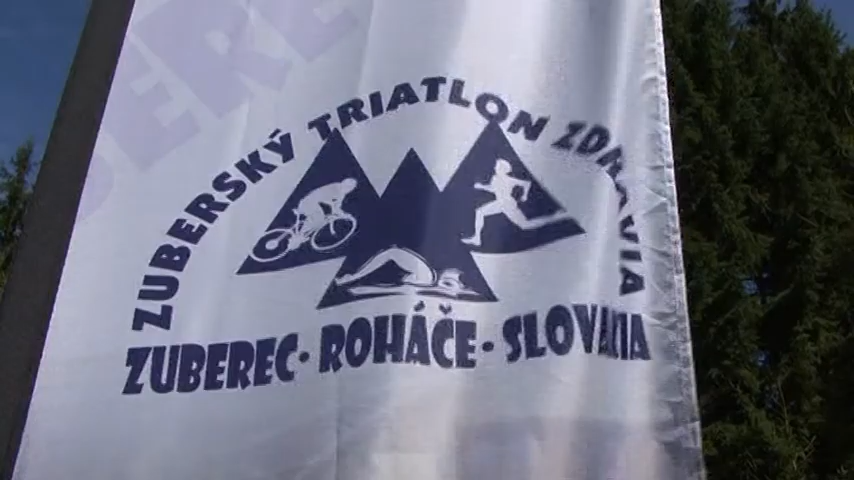 ZUBERSKÝ TRIATLON ZDRAVIA
ZUBEREC · ROHÁČE · SLOVAKIA